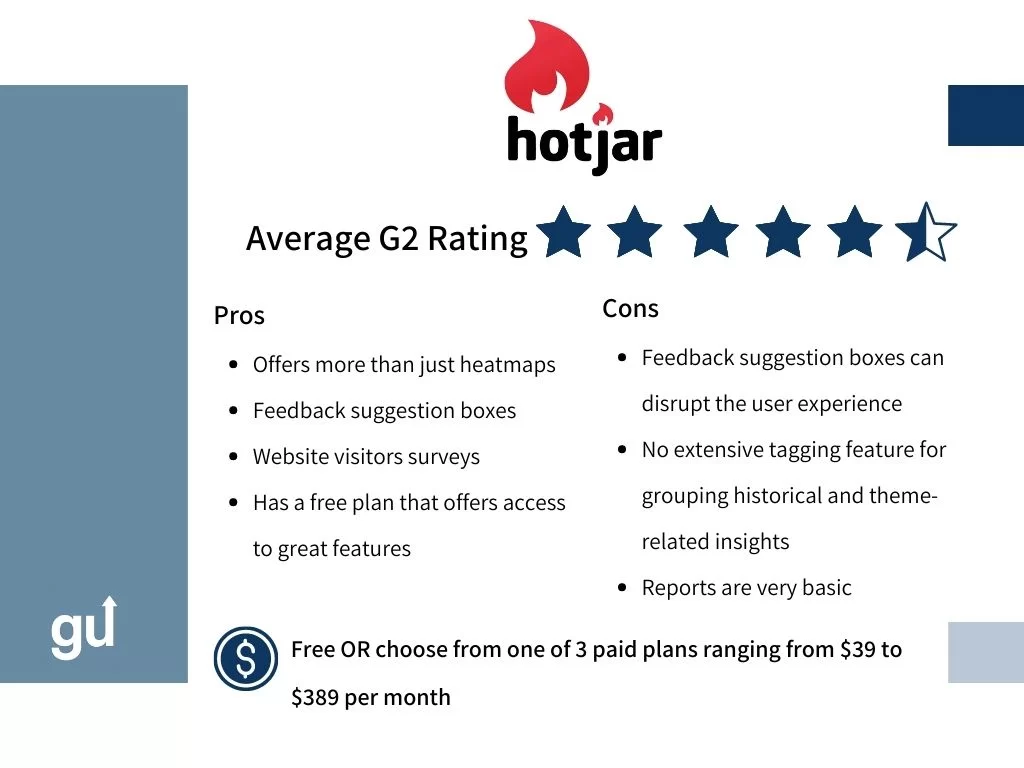 hotjar
Average G2 Rating
Pros
Offers more than just heatmaps
Feedback suggestion boxes
Website visitors surveys
Has a free plan that offers access
to great features
Cons
Feedback suggestion boxes can
disrupt the user experience
No extensive tagging feature for
grouping historical and theme-
related insights
Reports are very basic
gu
$
Free OR choose from one of 3 paid plans ranging from $39 to
$389 per month